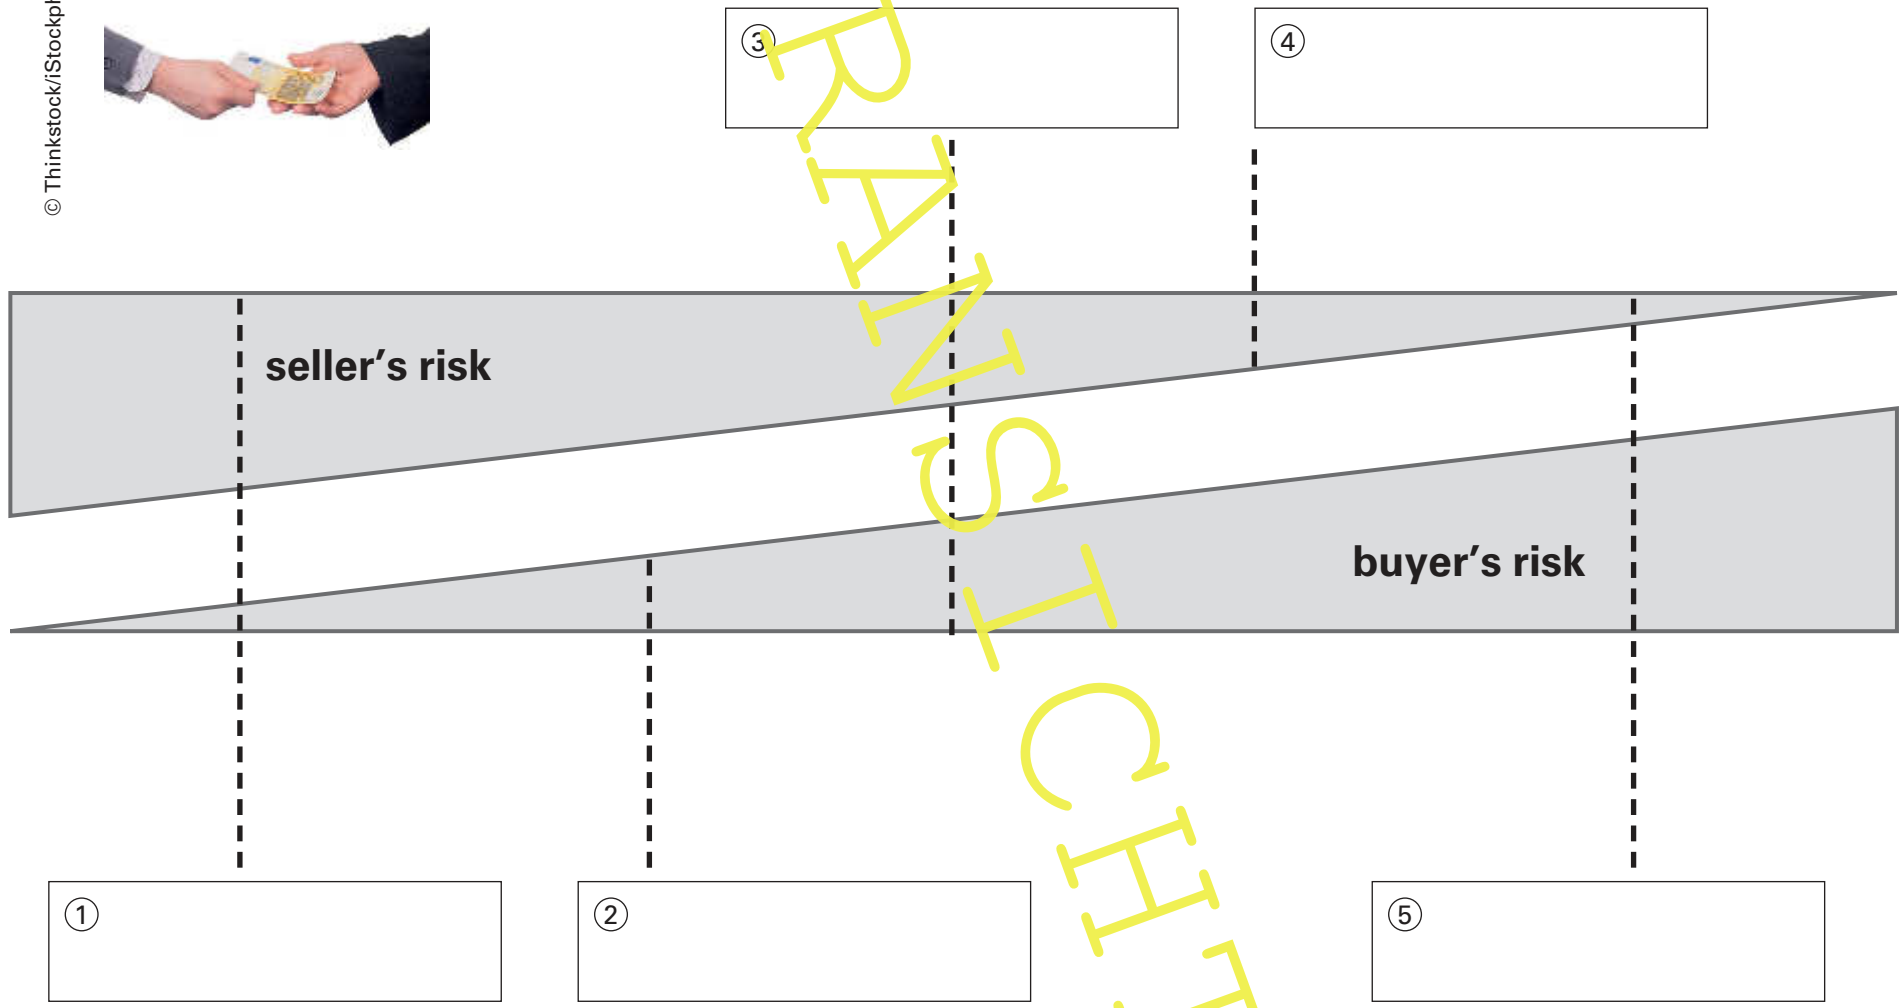 © Thinkstock/iStockph
③
④
seller’s risk
buyer’s risk
①
②
⑤
RANSICHT